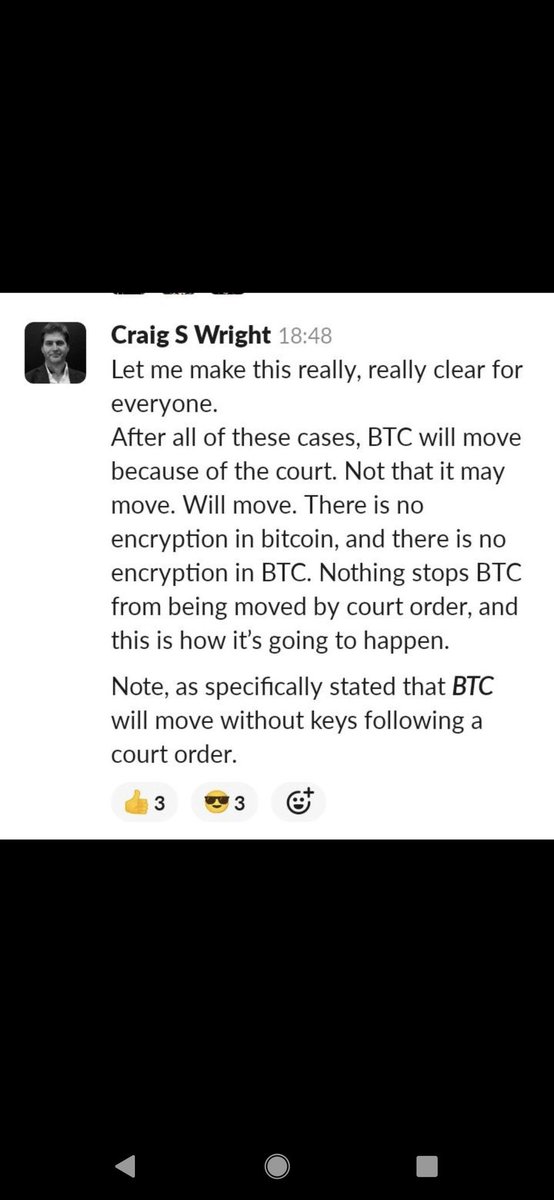 Craig S Wright 18:48
Let me make this really, really clear for
everyone.
After all of these cases, BTC will move
because of the court. Not that it may
move. Will move. There is no
encryption in bitcoin, and there is no
encryption in BTC. Nothing stops BTC
from being moved by court order, and
this is how it’s going to happen.
Note, as specifically stated that BTC
will move without keys following a
court order.
👍 3 😎 3